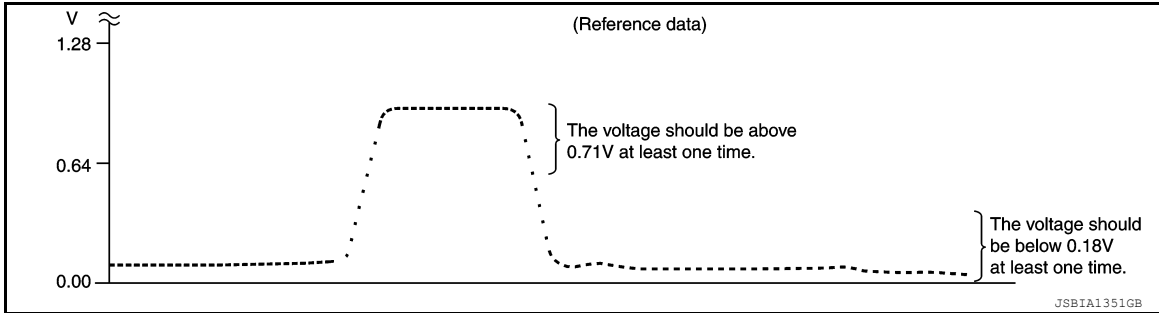 V
(Reference data)
1.28
The voltage should be above
0.71V at least one time.
0.64
The voltage should
be below 0.18V
at least one time.
0.00
JSBIA1351GB